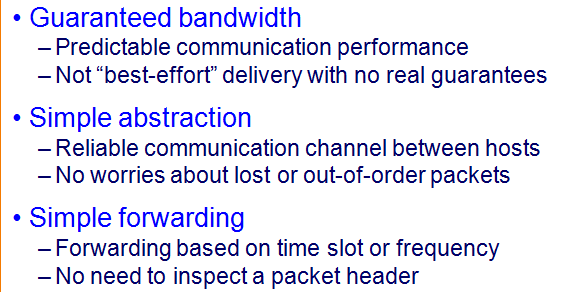 • Guaranteed bandwidth
– Predictable communication performance
– Not “best-effort” delivery with no real guarantees
• Simple abstraction
– Reliable communication channel between hosts
– No worries about lost or out-of-order packets
• Simple forwarding
– Forwarding based on time slot or frequency
– No need to inspect a packet header